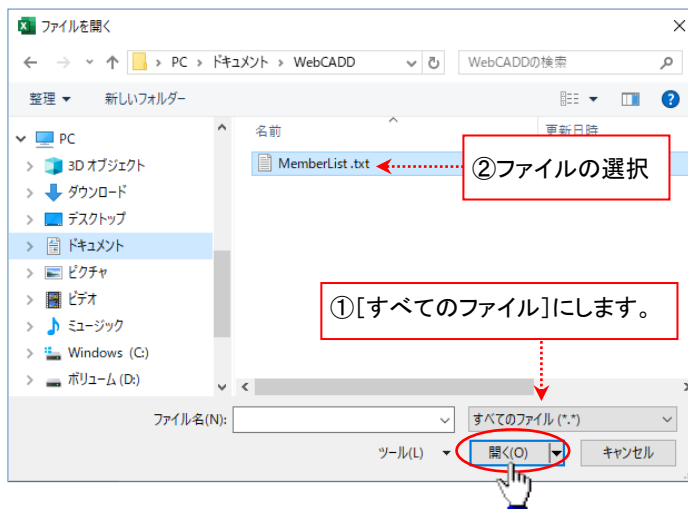 ファイルを開く
PC > ドキュメント > WebCADD
WebCADDの検索
整理 新しいフォルダー
名前
更新日時
PC
3D オブジェクト
ダウンロード
デスクトップ
ドキュメント
ピクチャ
ビデオ
ミュージック
Windows (C:)
ボリューム (D:)
MemberList .txt
②ファイルの選択
①[すべてのファイル]にします。
ファイル名(N):
すべてのファイル (*.*)
ツール(L)
開く(O)
キャンセル